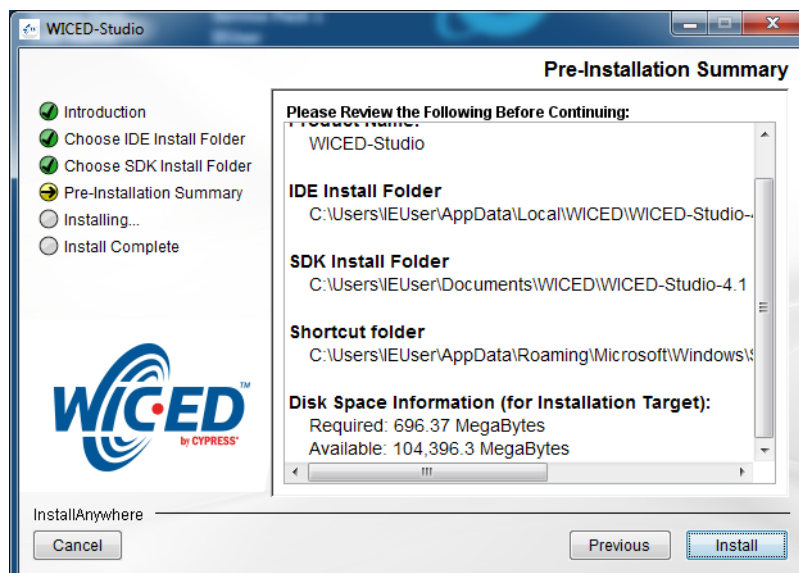 WICED-Studio
Pre-Installation Summary
Introduction
Choose IDE Install Folder
Choose SDK Install Folder
Pre-Installation Summary
Installing...
Install Complete
Please Review the Following Before Continuing:
Product Name:
WICED-Studio
IDE Install Folder
C:\Users\IEUser\AppData\Local\WICED\WICED-Studio-
SDK Install Folder
C:\Users\IEUser\Documents\WICED\WICED-Studio-4.1
Shortcut folder
C:\Users\IEUser\AppData\Roaming\Microsoft\Windows\
Disk Space Information (for Installation Target):
Required: 696.37 MegaBytes
Available: 104,396.3 MegaBytes
WICED™
by CYPRESS®
InstallAnywhere
Cancel
Previous
Install